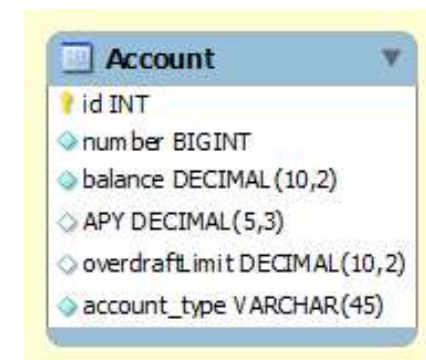 Account
id INT
number BIGINT
balance DECIMAL(10,2)
APY DECIMAL(5,3)
overdraftLimit DECIMAL(10,2)
account_type VARCHAR(45)